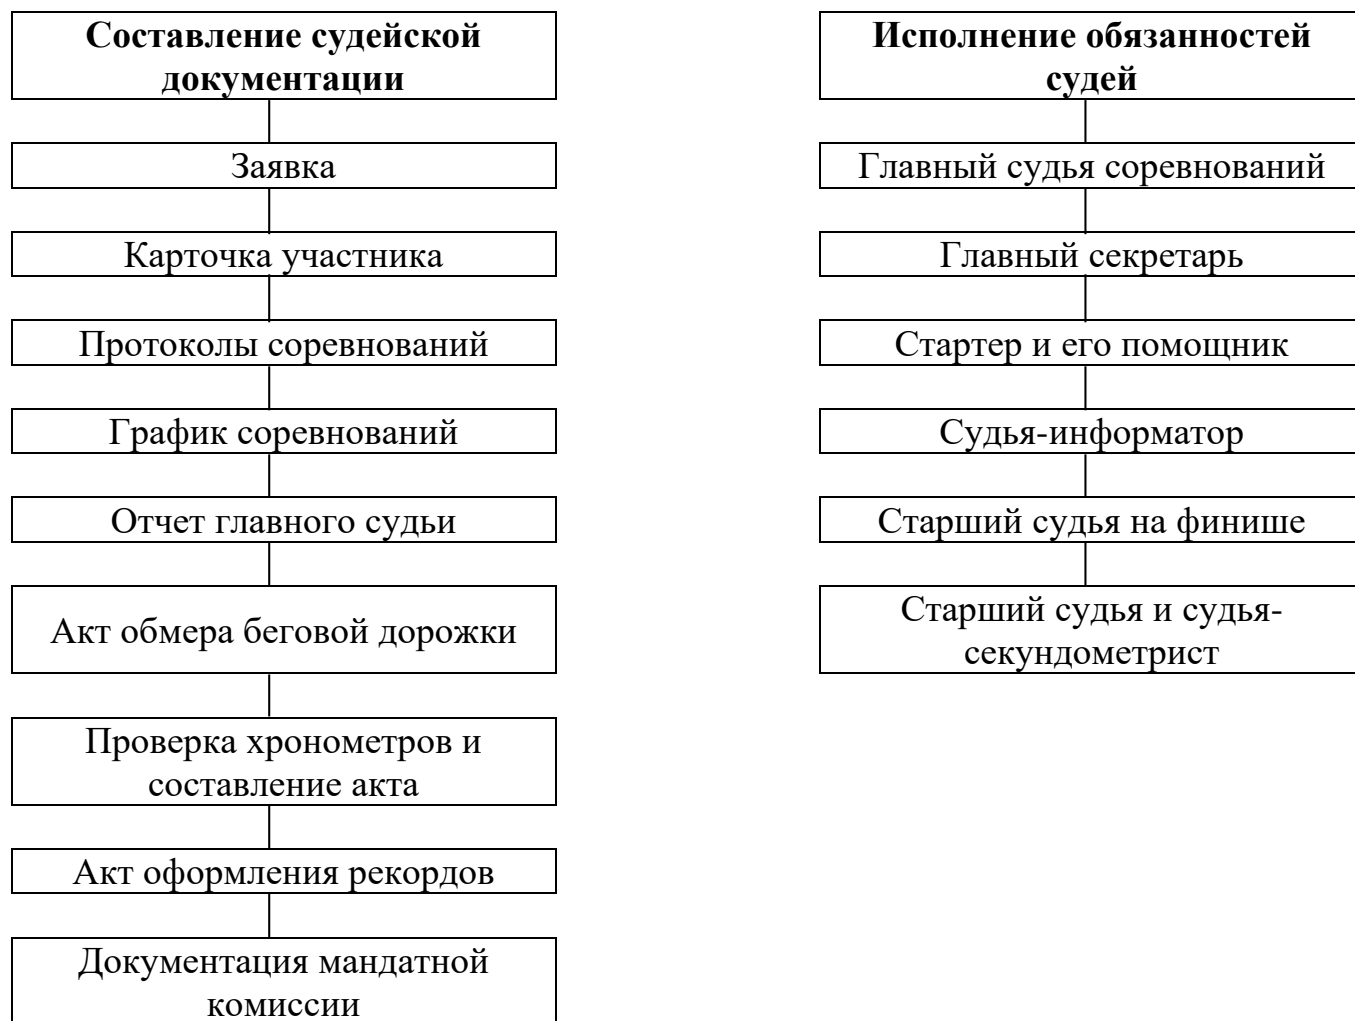 Составление судейской
документации
Заявка
Карточка участника
Протоколы соревнований
График соревнований
Отчет главного судьи
Акт обмера беговой дорожки
Проверка хронометров и
составление акта
Акт оформления рекордов
Документация мандатной
комиссии
Исполнение обязанностей
судей
Главный судья соревнований
Главный секретарь
Стартер и его помощник
Судья-информатор
Старший судья на финише
Старший судья и судья-
секундометрист